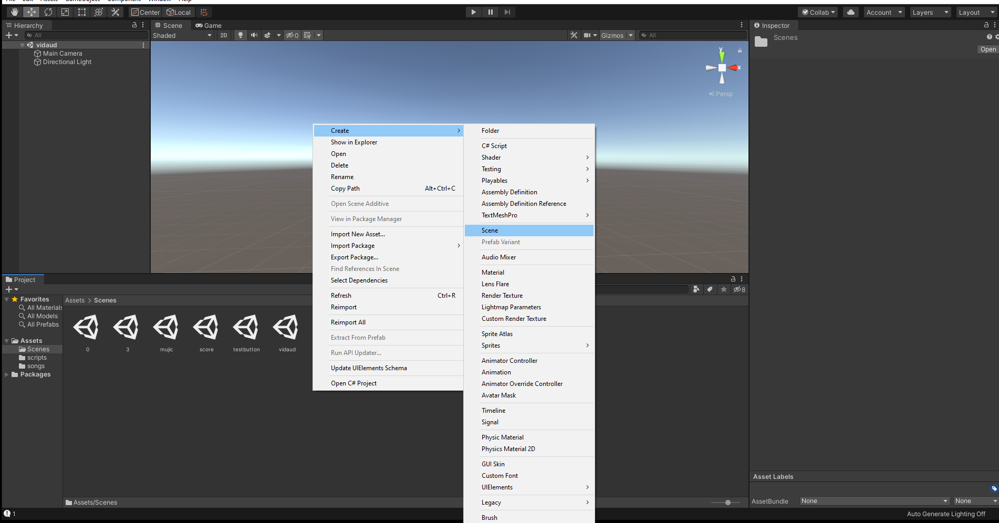 File Edit Assets GameObject Component Window Help
Center Local Collab Account Layers Layout
Hierarchy
All
vidaud
Main Camera
Directional Light
Scene Game
Shaded 2D 0 Gizmos All
y
x
Persp
Inspector
Scenes
Open
Create
Show in Explorer
Open
Delete
Rename
Copy Path Alt+Ctrl+C
Open Scene Additive
View in Package Manager
Import New Asset...
Import Package
Export Package...
Find References In Scene
Select Dependencies
Refresh Ctrl+R
Reimport
Reimport All
Extract From Prefab
Run API Updater...
Update UIElements Schema
Open C# Project
Folder
C# Script
Shader
Testing
Playables
Assembly Definition
Assembly Definition Reference
TextMeshPro
Scene
Prefab Variant
Audio Mixer
Material
Lens Flare
Render Texture
Lightmap Parameters
Custom Render Texture
Sprite Atlas
Sprites
Animator Controller
Animation
Animator Override Controller
Avatar Mask
Timeline
Signal
Physic Material
Physics Material 2D
GUI Skin
Custom Font
UIElements
Legacy
Brush
Project
8
Favorites
All Materials
All Models
All Prefabs
Assets
Scenes
scripts
songs
Packages
Assets > Scenes
0 3 mujic score testbutton vidaud
Assets/Scenes
Asset Labels
AssetBundle None None
1
Auto Generate Lighting Off